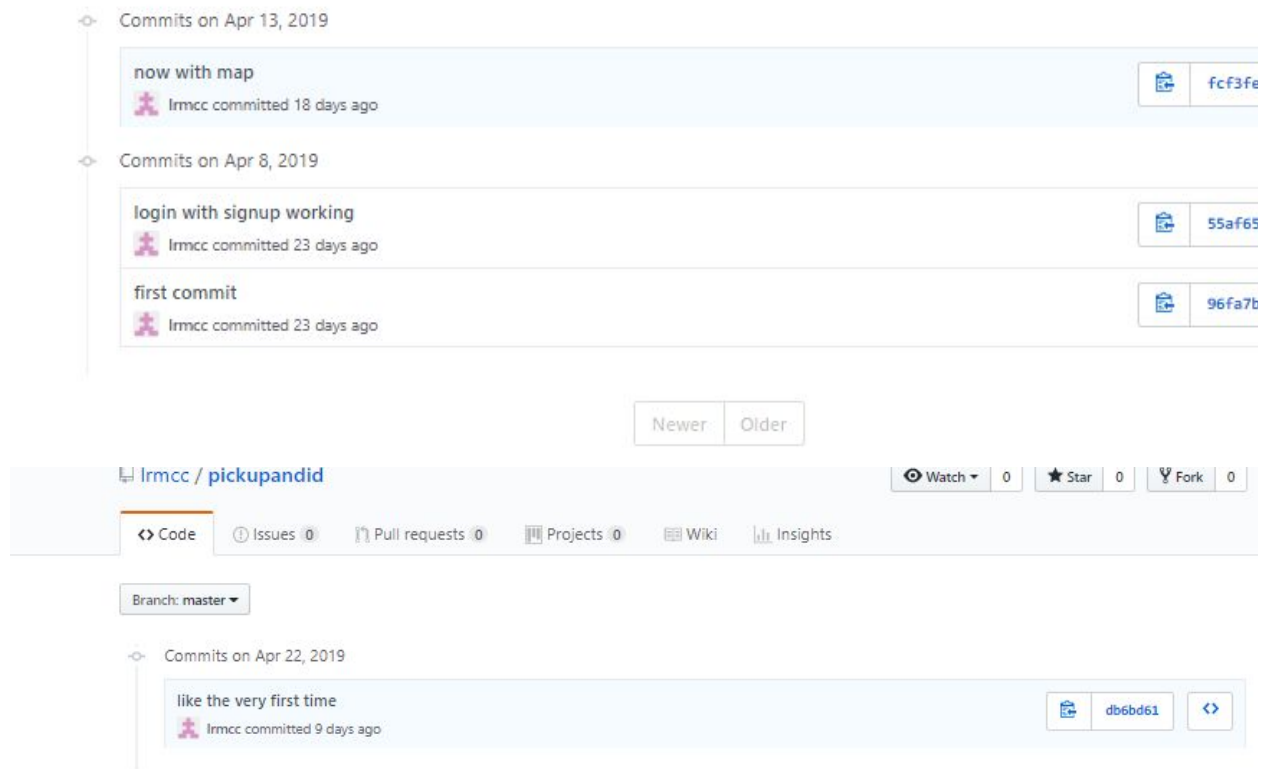 Commits on Apr 13, 2019
now with map
fcf3fe
lrmcc committed 18 days ago
Commits on Apr 8, 2019
login with signup working
55af65
lrmcc committed 23 days ago
first commit
96fa7b
lrmcc committed 23 days ago
Newer Older
lrmcc / pickupandid Watch 0 Star 0 Fork 0
<> Code Issues 0 Pull requests 0 Projects 0 Wiki Insights
Branch: master
Commits on Apr 22, 2019
like the very first time
db6bd61 <>
lrmcc committed 9 days ago